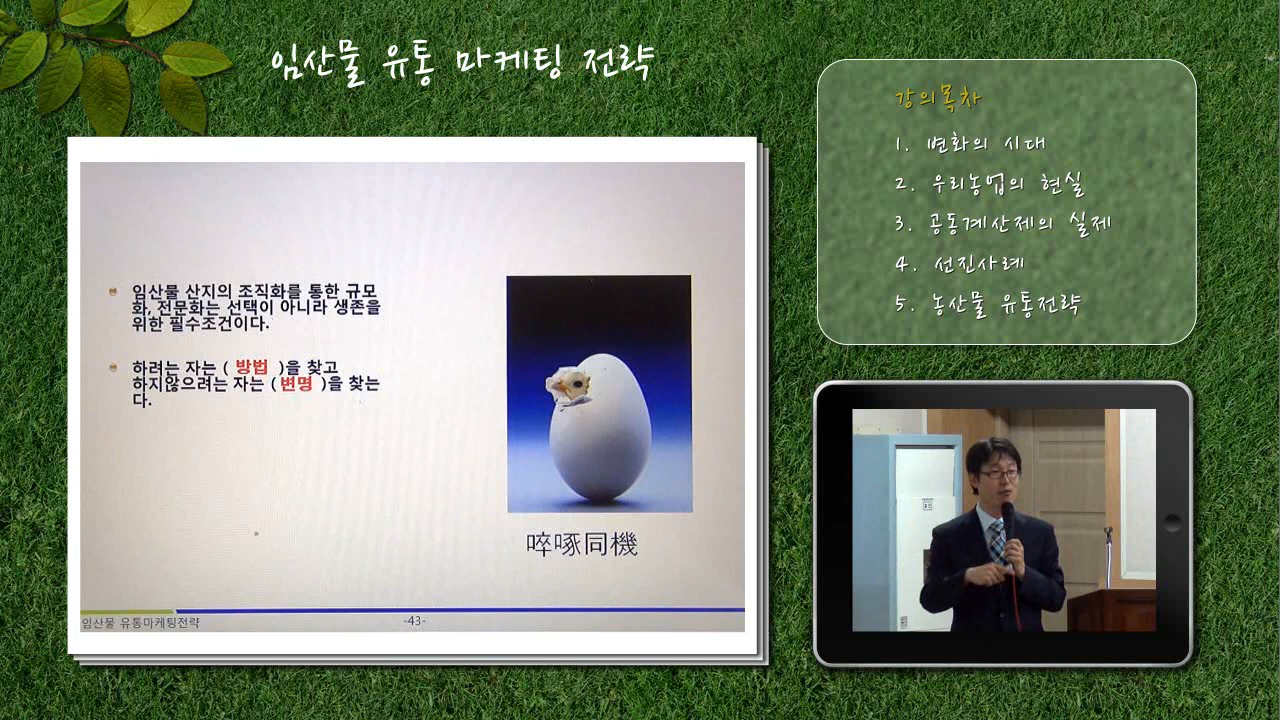 임산물 유통 마케팅 전략
임산물 산지의 조직화를 통한 규모
화, 전문화는 선택이 아니라 생존을
위한 필수조건이다.
하려는 자는 ( 방법 )을 찾고
하지않으려는 자는 ( 변명 )을 찾는
다.
啐啄同機
임산물 유통마케팅전략
-43-
강의목차
1. 변화의 시대
2. 우리농업의 현실
3. 공동계산제의 실제
4. 선진사례
5. 농산물 유통전략